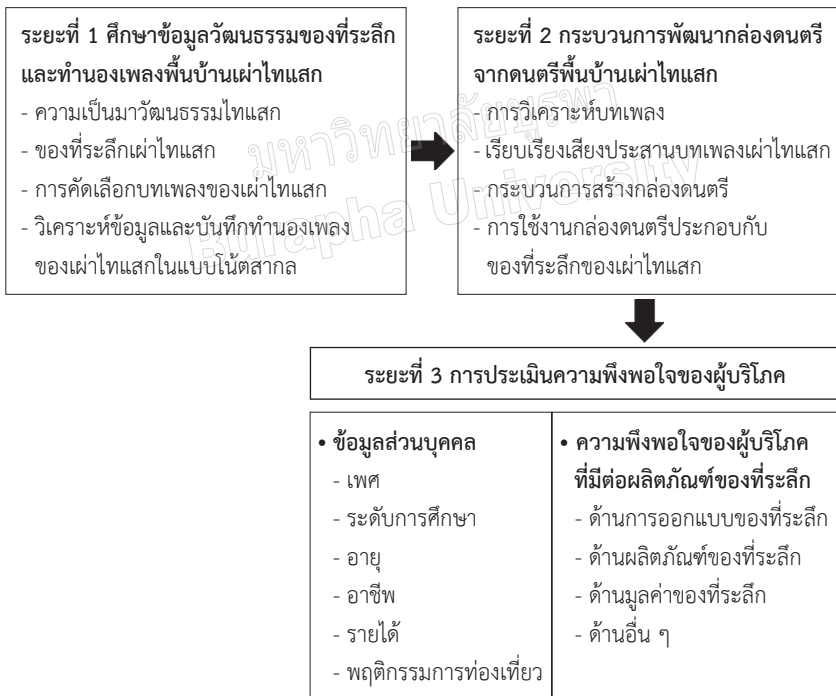 ระยะที่ 1 ศึกษาข้อมูลวัฒนธรรมของที่ระลึก
และทำนองเพลงพื้นบ้านเผ่าไทแสก
- ความเป็นมาวัฒนธรรมไทแสก
- ของที่ระลึกเผ่าไทแสก
- การคัดเลือกบทเพลงของเผ่าไทแสก
- วิเคราะห์ข้อมูลและบันทึกทำนองเพลง
ของเผ่าไทแสกในแบบโน้ตสากล
ระยะที่ 2 กระบวนการพัฒนากล่องดนตรี
จากดนตรีพื้นบ้านเผ่าไทแสก
- การวิเคราะห์บทเพลง
- เรียบเรียงเสียงประสานบทเพลงเผ่าไทแสก
- กระบวนการสร้างกล่องดนตรี
- การใช้งานกล่องดนตรีประกอบกับ
ของที่ระลึกของเผ่าไทแสก
มหาวิทยาลัยบูรพา
Burapha University
ระยะที่ 3 การประเมินความพึงพอใจของผู้บริโภค
• ข้อมูลส่วนบุคคล
- เพศ
- ระดับการศึกษา
- อายุ
- อาชีพ
- รายได้
- พฤติกรรมการท่องเที่ยว
• ความพึงพอใจของผู้บริโภค
ที่มีต่อผลิตภัณฑ์ของที่ระลึก
- ด้านการออกแบบของที่ระลึก
- ด้านผลิตภัณฑ์ของที่ระลึก
- ด้านมูลค่าของที่ระลึก
- ด้านอื่น ๆ